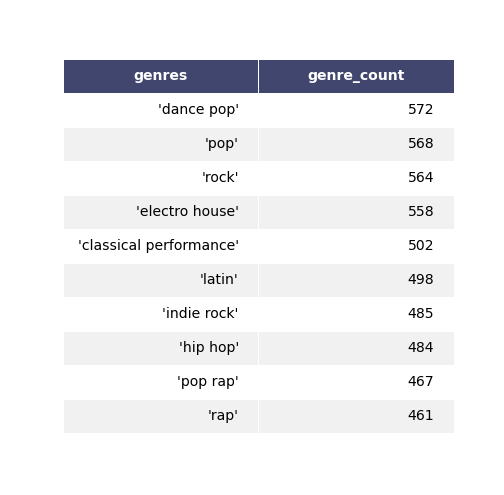 genres genre_count
'dance pop' 572
'pop' 568
'rock' 564
'electro house' 558
'classical performance' 502
'latin' 498
'indie rock' 485
'hip hop' 484
'pop rap' 467
'rap' 461